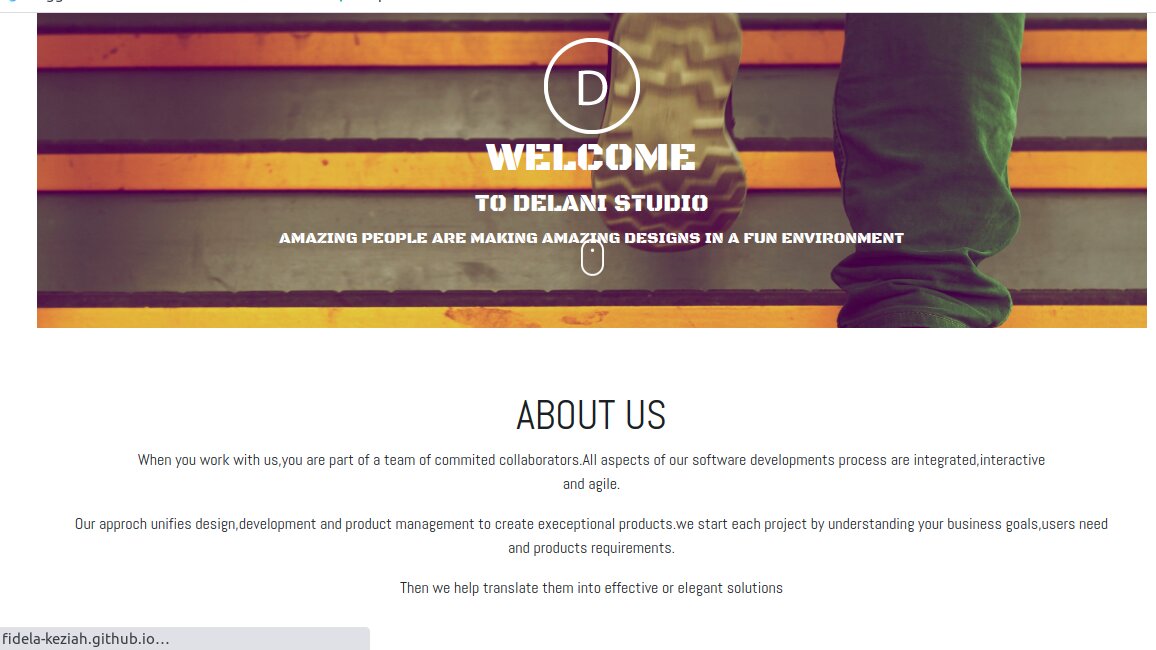 D
WELCOME
TO DELANI STUDIO
AMAZING PEOPLE ARE MAKING AMAZING DESIGNS IN A FUN ENVIRONMENT
ABOUT US
When you work with us,you are part of a team of commited collaborators.All aspects of our software developments process are integrated,interactive
and agile.
Our approch unifies design,development and product management to create execeptional products.we start each project by understanding your business goals,users need
and products requirements.
Then we help translate them into effective or elegant solutions
fidela-keziah.github.io...